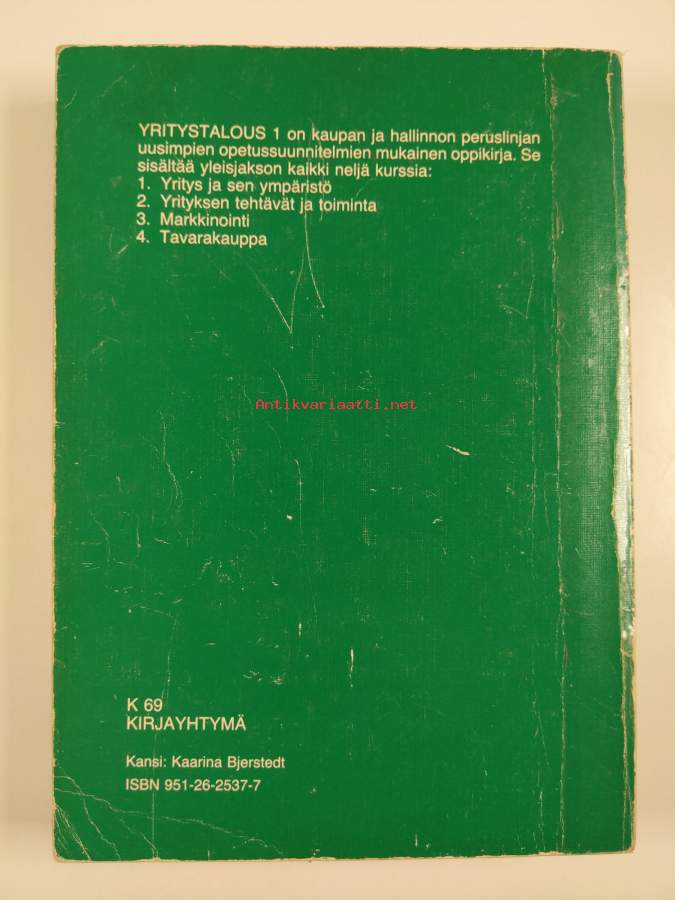 YRITYSTALOUS 1 on kaupan ja hallinnon peruslinjan
uusimpien opetussuunnitelmien mukainen oppikirja. Se
sisältää yleisjakson kaikki neljä kurssia:
1. Yritys ja sen ympäristö
2. Yrityksen tehtävät ja toiminta
3. Markkinointi
4. Tavarakauppa
Antikvariaatti.net
K 69
KIRJAYHTYMÄ
Kansi: Kaarina Bjerstedt
ISBN 951-26-2537-7